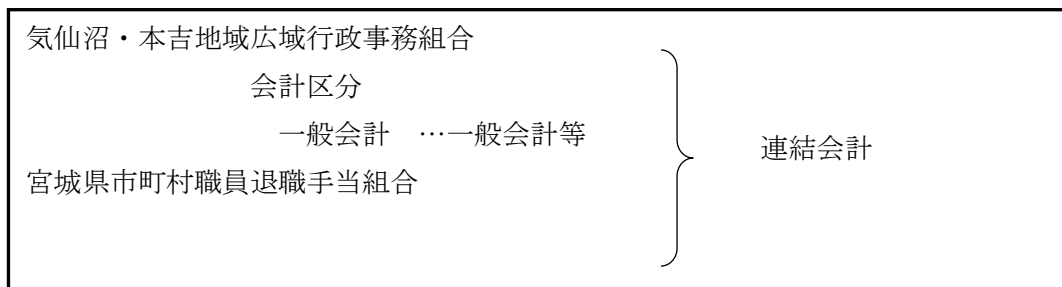 気仙沼・本吉地域広域行政事務組合
会計区分
一般会計 …一般会計等
連結会計
宮城県市町村職員退職手当組合